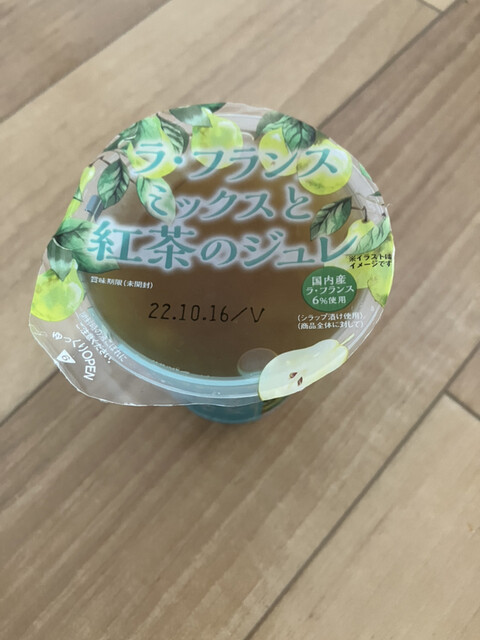 ラ・フランス
ミックスと
紅茶のジュレ
※イラストは
イメージです
賞味期限(未開封)
国内産
ラ・フランス
6%使用
22.10.16/V
(シラップ漬け使用)
(商品全体に対して)
ゆっくりOPEN